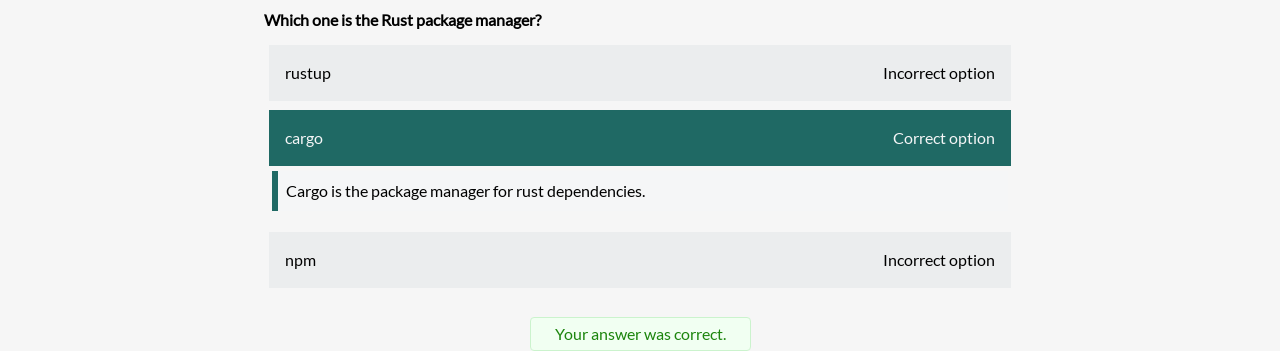 Which one is the Rust package manager?
rustup Incorrect option
cargo Correct option
Cargo is the package manager for rust dependencies.
npm Incorrect option
Your answer was correct.